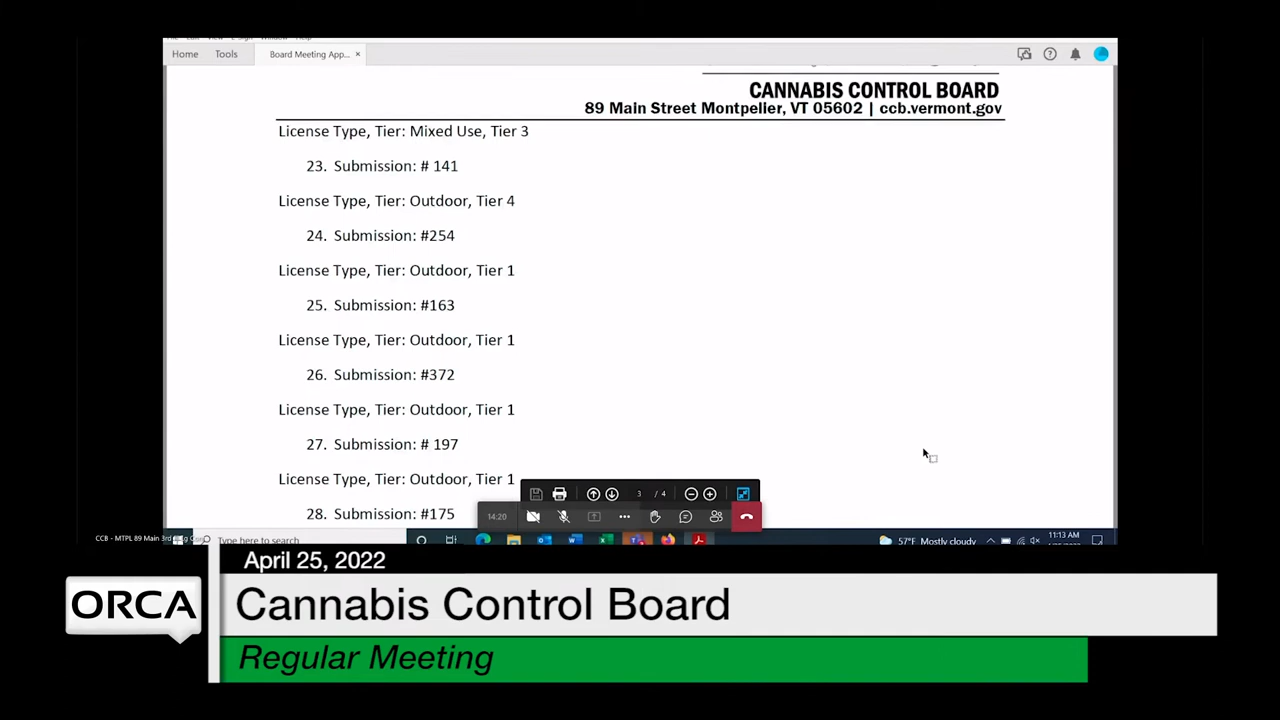 Home Tools Board Meeting App... ×
CANNABIS CONTROL BOARD
89 Main Street Montpelier, VT 05602 | ccb.vermont.gov
License Type, Tier: Mixed Use, Tier 3
23. Submission: # 141
License Type, Tier: Outdoor, Tier 4
24. Submission: #254
License Type, Tier: Outdoor, Tier 1
25. Submission: #163
License Type, Tier: Outdoor, Tier 1
26. Submission: #372
License Type, Tier: Outdoor, Tier 1
27. Submission: # 197
License Type, Tier: Outdoor, Tier 1
28. Submission: #175
3 / 4
14:20
CCB - MTPL 89 Main 3rd
Type here to search
57°F Mostly cloudy
11:13 AM
April 25, 2022
ORCA
Cannabis Control Board
Regular Meeting